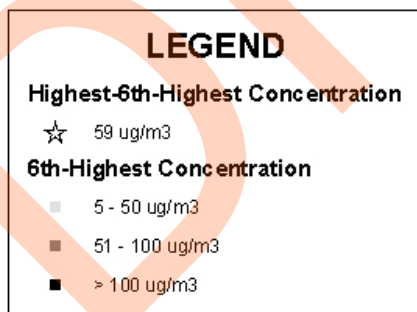 LEGEND
Highest-6th-Highest Concentration
59 ug/m3
6th-Highest Concentration
5 - 50 ug/m3
51 - 100 ug/m3
> 100 ug/m3